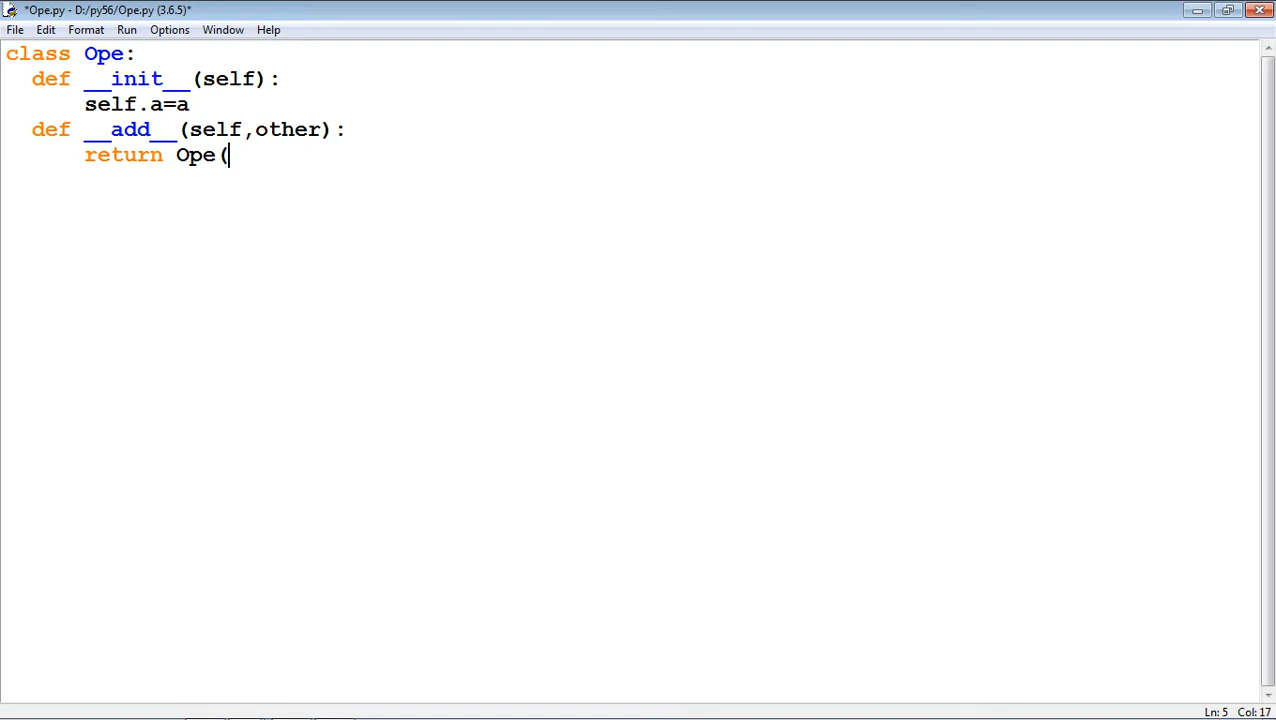 *Ope.py - D:/py56/Ope.py (3.6.5)*
File Edit Format Run Options Window Help
class Ope:
  def __init__(self):
      self.a=a
  def __add__(self,other):
      return Ope(
Ln: 5 Col: 17